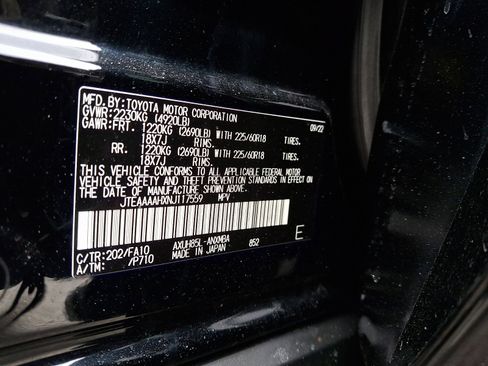 MFD.BY:TOYOTA MOTOR CORPORATION 09/22
GVWR:2230KG (4920LB)
GAWR:FRT. 1220KG (2690LB) WITH 225/60R18 TIRES.
18X7J RIMS.
RR. 1220KG (2690LB) WITH 225/60R18 TIRES.
18X7J RIMS.
THIS VEHICLE CONFORMS TO ALL APPLICABLE FEDERAL MOTOR
VEHICLE SAFETY AND THEFT PREVENTION STANDARDS IN EFFECT ON
THE DATE OF MANUFACTURE SHOWN ABOVE.
JTEAAAAHXNJ117559 MPV
C/TR:202/FA10 AXUH85L-ANXMBA 852 E
A/TM: /P710 MADE IN JAPAN